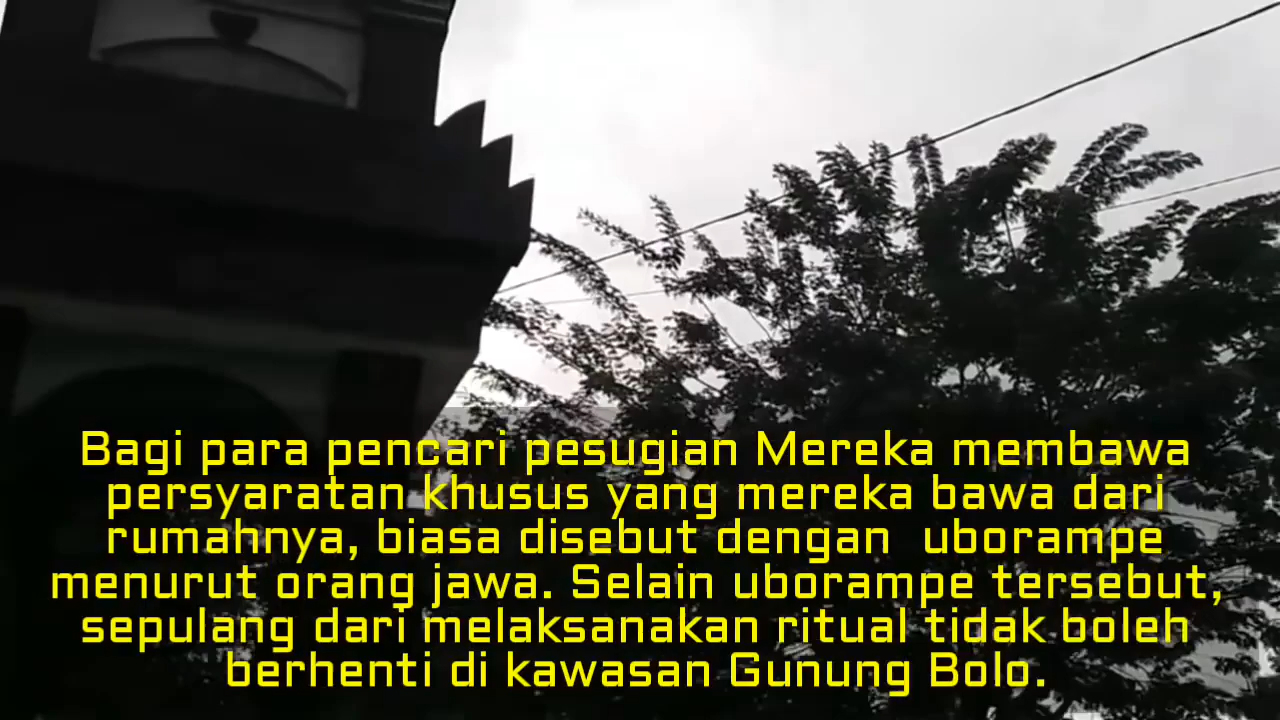 Bagi para pencari pesugian Mereka membawa
persyaratan khusus yang mereka bawa dari
rumahnya, biasa disebut dengan  uborampe
menurut orang jawa. Selain uborampe tersebut,
sepulang dari melaksanakan ritual tidak boleh
berhenti di kawasan Gunung Bolo.